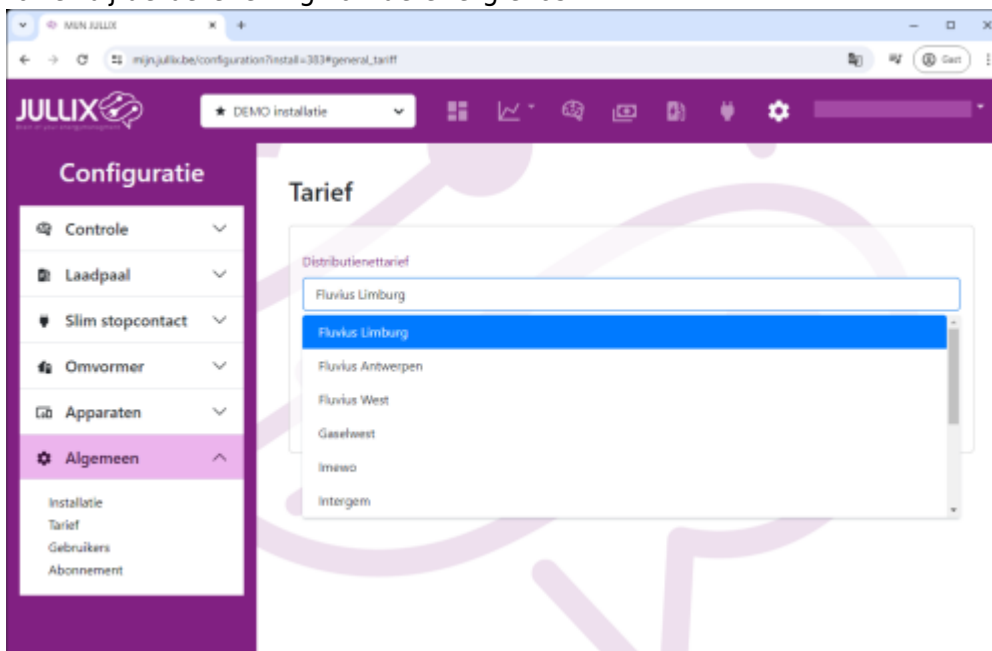 MIJN JULLIX
mijn.jullix.be/configuration?install=383#general_tariff
Gast
JULLIX
DEMO installatie
Configuratie
Controle
Laadpaal
Slim stopcontact
Omvormer
Apparaten
Algemeen
Installatie
Tarief
Gebruikers
Abonnement
Tarief
Distributienettarief
Fluvius Limburg
Fluvius Limburg
Fluvius Antwerpen
Fluvius West
Gaselwest
Imewo
Intergem